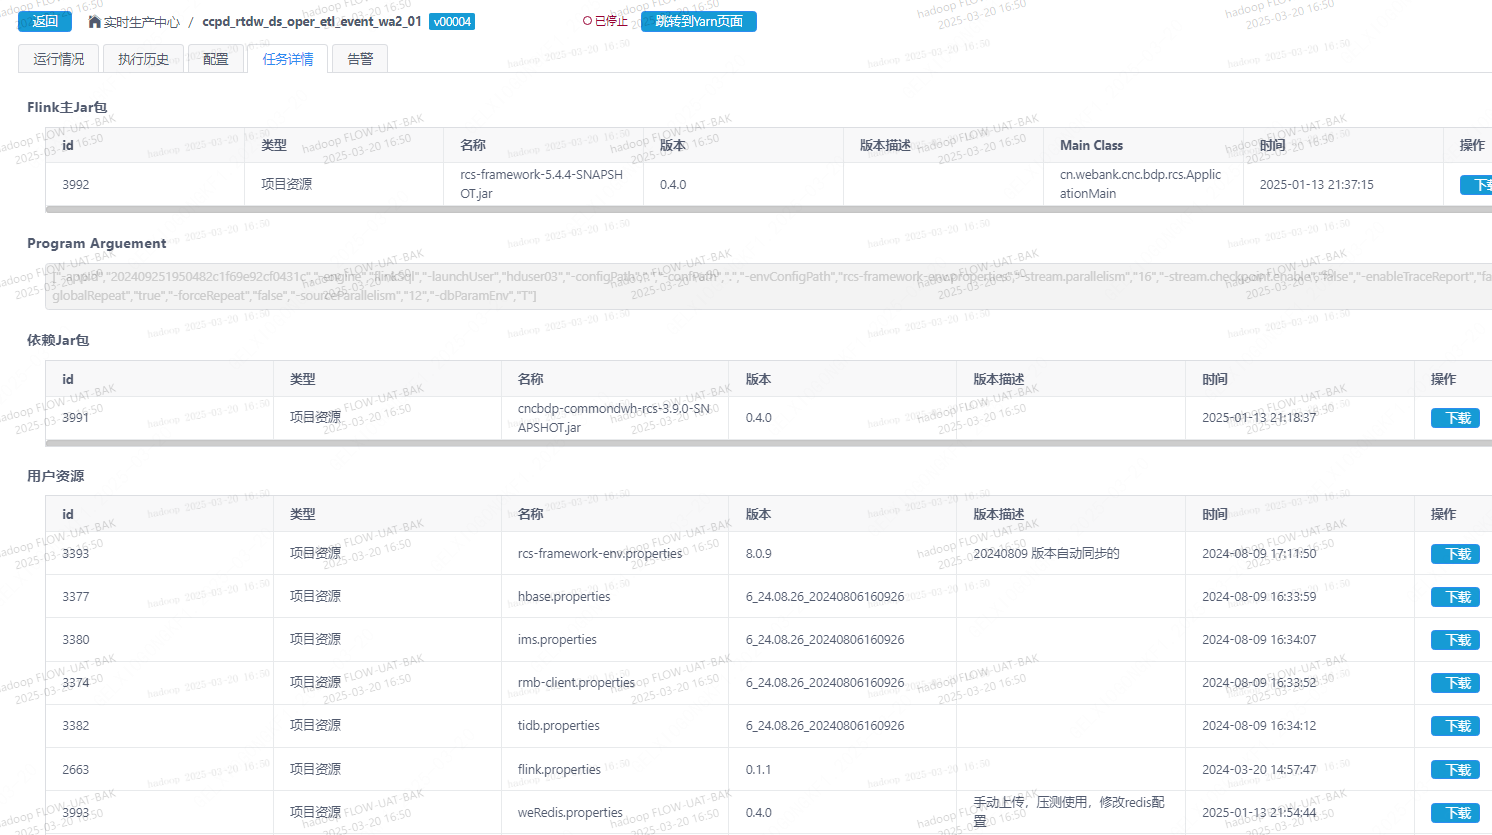 返回 实时生产中心 / ccpd_rtdw_ds_oper_etl_event_wa2_01 v00004 已停止 跳转到Yarn页面
运行情况 执行历史 配置 任务详情 告警
Flink主Jar包
id 类型 名称 版本 版本描述 Main Class 时间 操作
3992 项目资源 rcs-framework-5.4.4-SNAPSH 0.4.0 cn.webank.cnc.bdp.rcs.Applic 2025-01-13 21:37:15 下载
OT.jar ationMain
Program Arguement
["-appId","202409251950482c1f69e92cf0431c","-engine","flinkSql","-launchUser","hduser03","-configPath",".","-confPath",".","-envConfigPath","rcs-framework-env.properties","-stream.parallelism","16","-stream.checkpoint.enable","false","-enableTraceReport","fa
globalRepeat","true","-forceRepeat","false","-sourceParallelism","12","-dbParamEnv","T"]
依赖Jar包
id 类型 名称 版本 版本描述 时间 操作
3991 项目资源 cncbdp-commondwh-rcs-3.9.0-SN 0.4.0 2025-01-13 21:18:37 下载
APSHOT.jar
用户资源
id 类型 名称 版本 版本描述 时间 操作
3393 项目资源 rcs-framework-env.properties 8.0.9 20240809 版本自动同步的 2024-08-09 17:11:50 下载
3377 项目资源 hbase.properties 6_24.08.26_20240806160926 2024-08-09 16:33:59 下载
3380 项目资源 ims.properties 6_24.08.26_20240806160926 2024-08-09 16:34:07 下载
3374 项目资源 rmb-client.properties 6_24.08.26_20240806160926 2024-08-09 16:33:52 下载
3382 项目资源 tidb.properties 6_24.08.26_20240806160926 2024-08-09 16:34:12 下载
2663 项目资源 flink.properties 0.1.1 2024-03-20 14:57:47 下载
3993 项目资源 weRedis.properties 0.4.0 手动上传，压测使用，修改redis配 2025-01-13 21:54:44 下载
置
hadoop FLOW-UAT-BAK
2025-03-20 16:50
hadoop 2025-03-20 16:50